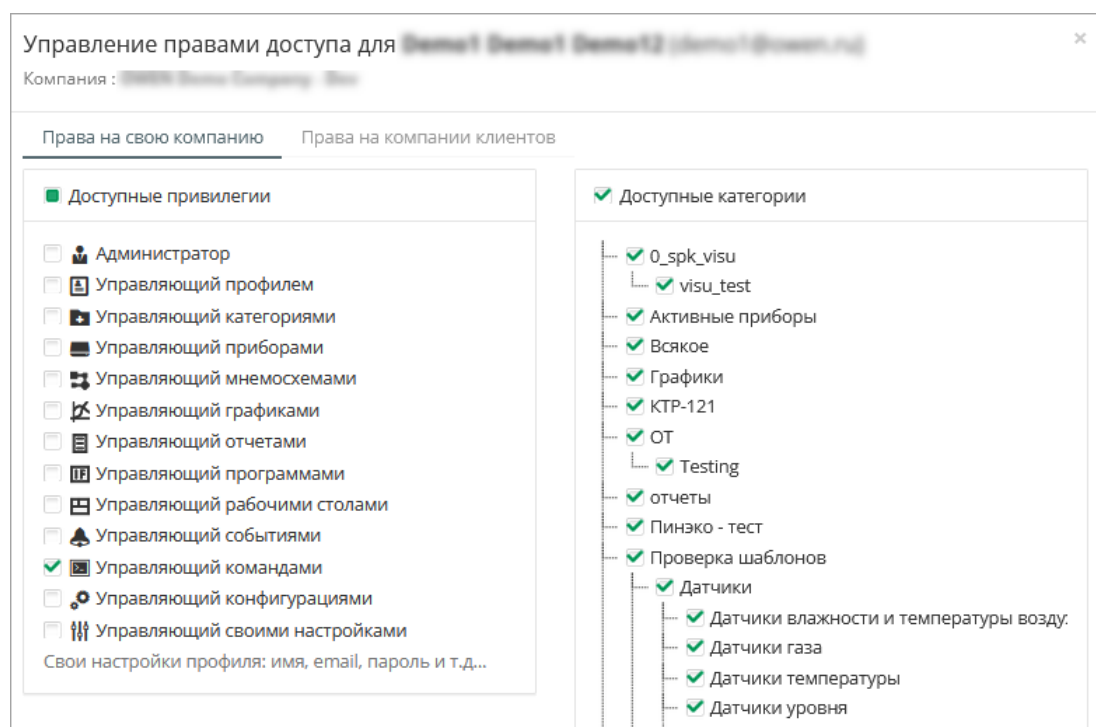 Управление правами доступа для
Компания :
Права на свою компанию
Права на компании клиентов
Доступные привилегии
Администратор
Управляющий профилем
Управляющий категориями
Управляющий приборами
Управляющий мнемосхемами
Управляющий графиками
Управляющий отчетами
Управляющий программами
Управляющий рабочими столами
Управляющий событиями
Управляющий командами
Управляющий конфигурациями
Управляющий своими настройками
Свои настройки профиля: имя, email, пароль и т.д...
Доступные категории
0_spk_visu
visu_test
Активные приборы
Всякое
Графики
КТР-121
ОТ
Testing
отчеты
Пинэко - тест
Проверка шаблонов
Датчики
Датчики влажности и температуры возду:
Датчики газа
Датчики температуры
Датчики уровня